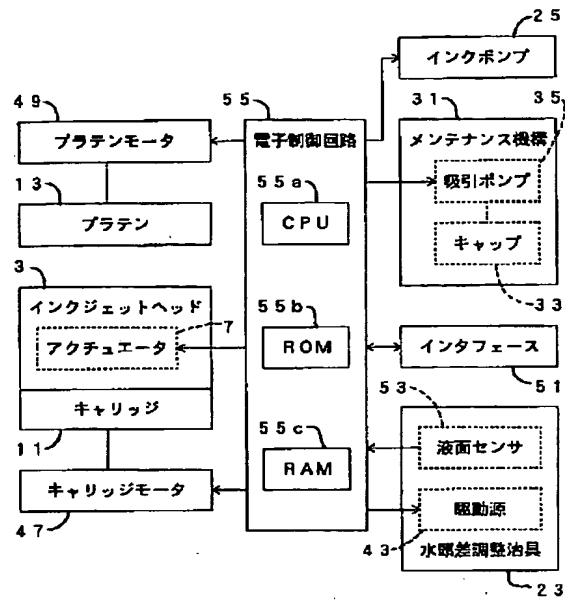 25
インクポンプ
49
55
31
35
プラテンモータ
電子制御回路
メンテナンス機構
吸引ポンプ
55a
CPU
13
プラテン
キャップ
33
3
インクジェットヘッド
7
アクチュエータ
55b
ROM
インタフェース
51
53
キャリッジ
11
55c
RAM
液面センサ
キャリッジモータ
47
駆動源
43
水頭差調整治具
23